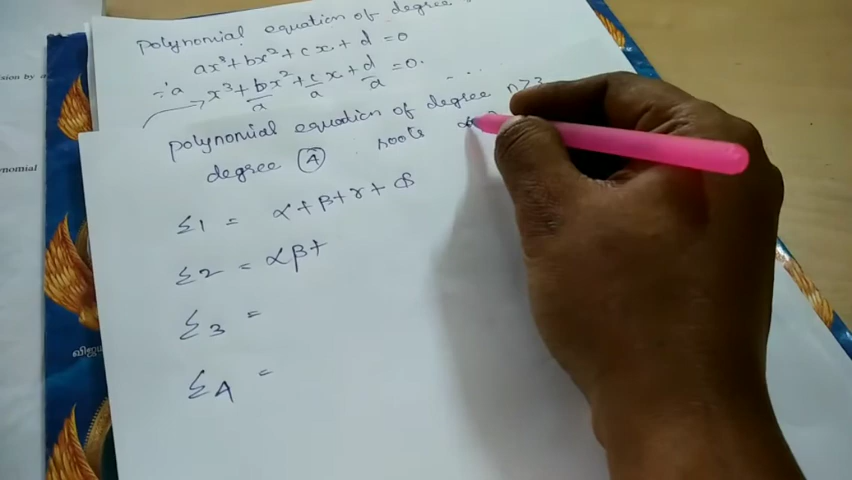 polynomial equation of degree
ax³+bx²+cx+d=0
÷a x³+b/a x²+c/a x+d/a=0.
polynomial equation of degree n>3
degree 4 roots α
Σ1 = α+β+γ+δ
Σ2 = αβ+
Σ3 =
Σ4 =